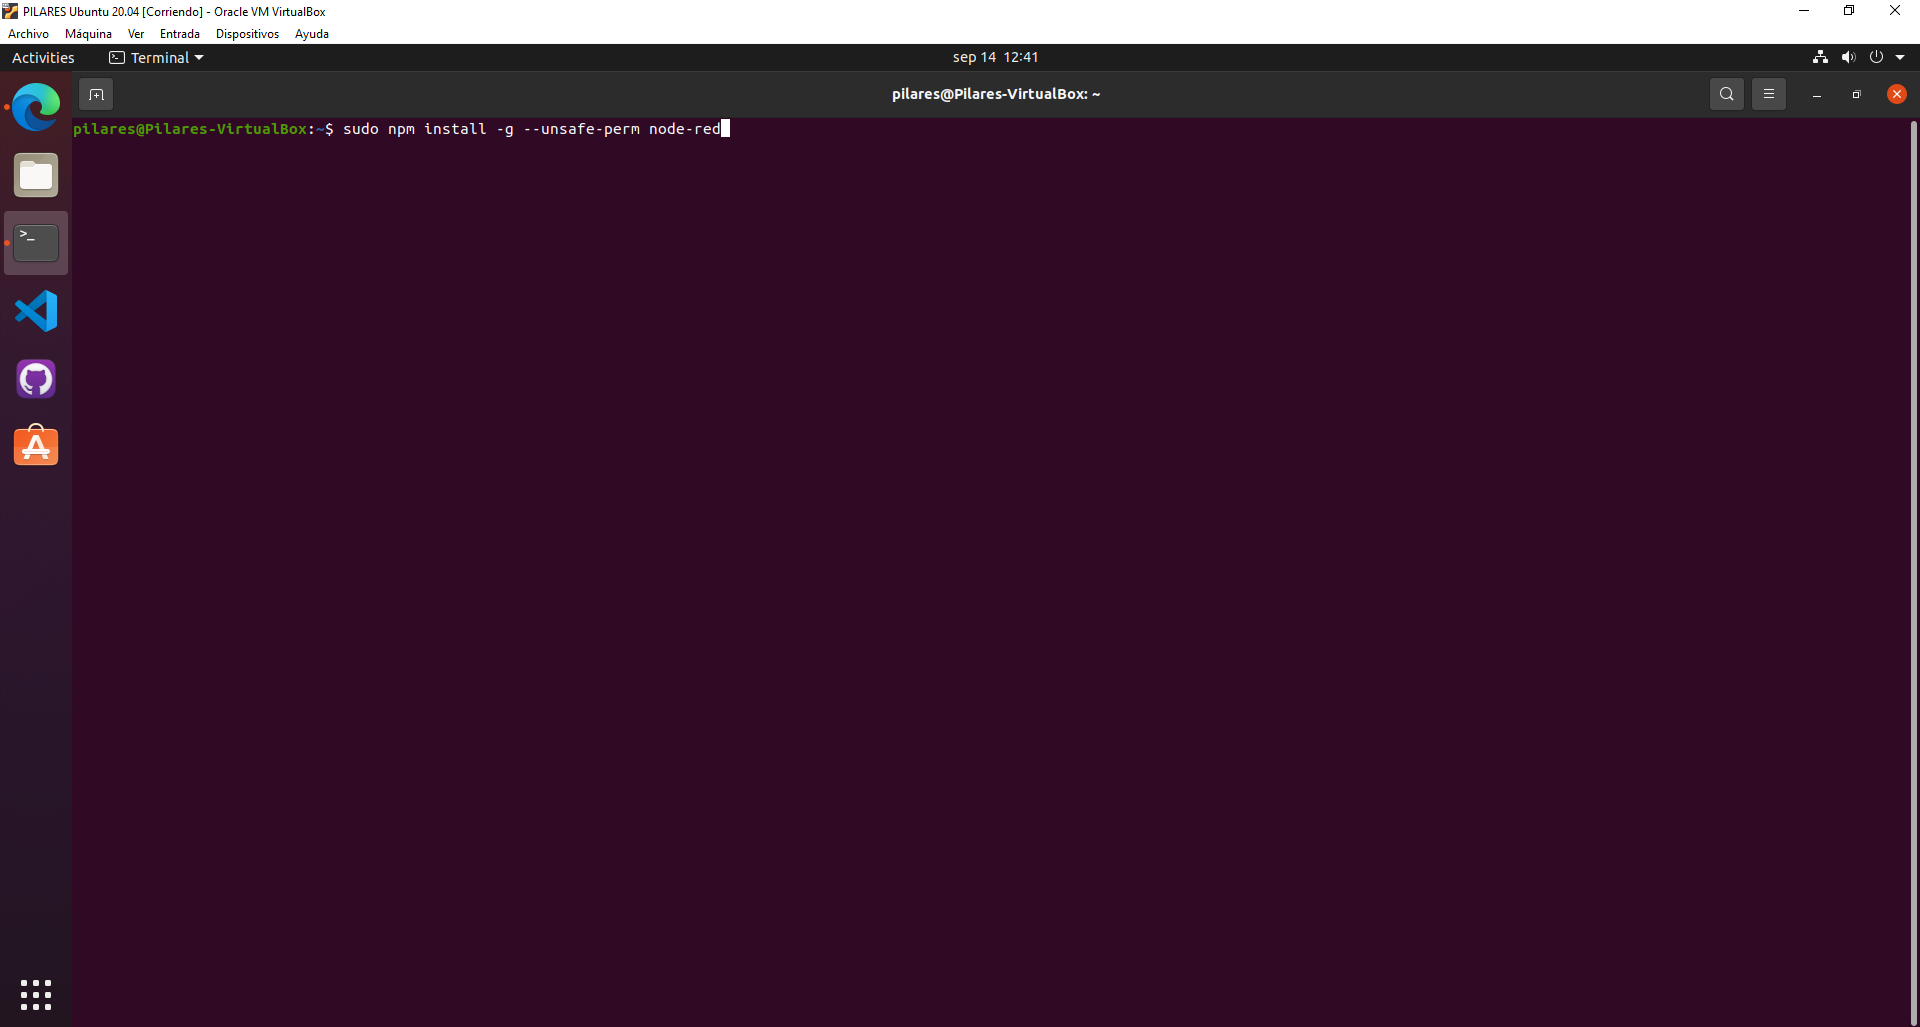 PILARES Ubuntu 20.04 [Corriendo] - Oracle VM VirtualBox
Archivo Máquina Ver Entrada Dispositivos Ayuda
Activities Terminal sep 14 12:41
pilares@Pilares-VirtualBox: ~
pilares@Pilares-VirtualBox:~$ sudo npm install -g --unsafe-perm node-red